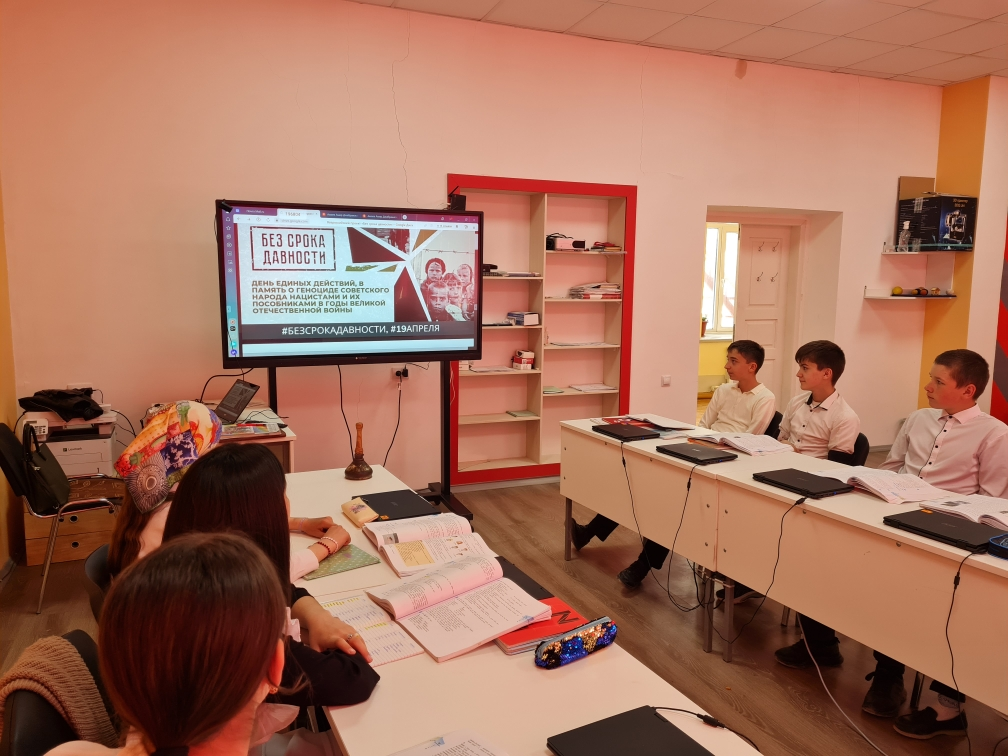 БЕЗ СРОКА
ДАВНОСТИ
ДЕНЬ ЕДИНЫХ ДЕЙСТВИЙ, В
ПАМЯТЬ О ГЕНОЦИДЕ СОВЕТСКОГО
НАРОДА НАЦИСТАМИ И ИХ
ПОСОБНИКАМИ В ГОДЫ ВЕЛИКОЙ
ОТЕЧЕСТВЕННОЙ ВОЙНЫ
#БЕЗСРОКАДАВНОСТИ, #19АПРЕЛЯ